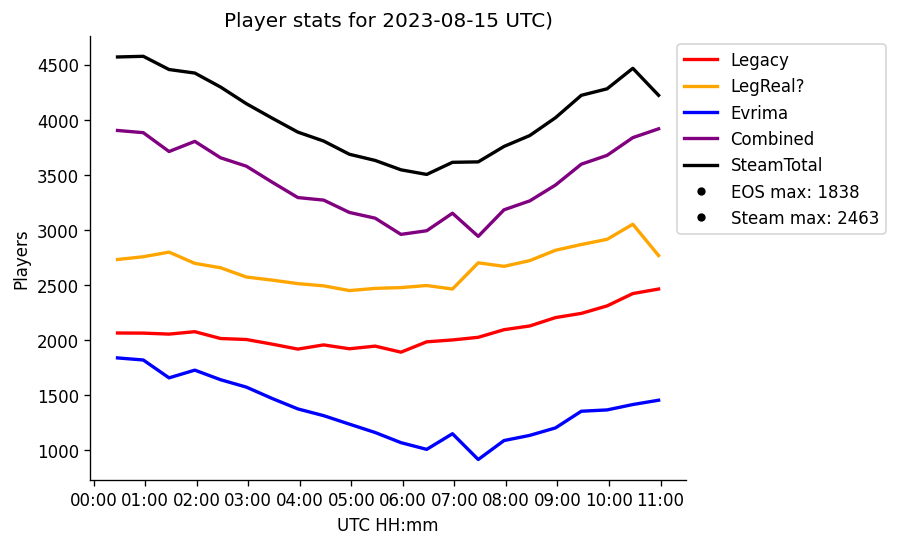 Player stats for 2023-08-15 UTC)
Players
4500
4000
3500
3000
2500
2000
1500
1000
00:00 01:00 02:00 03:00 04:00 05:00 06:00 07:00 08:00 09:00 10:00 11:00
UTC HH:mm
Legacy
LegReal?
Evrima
Combined
SteamTotal
EOS max: 1838
Steam max: 2463